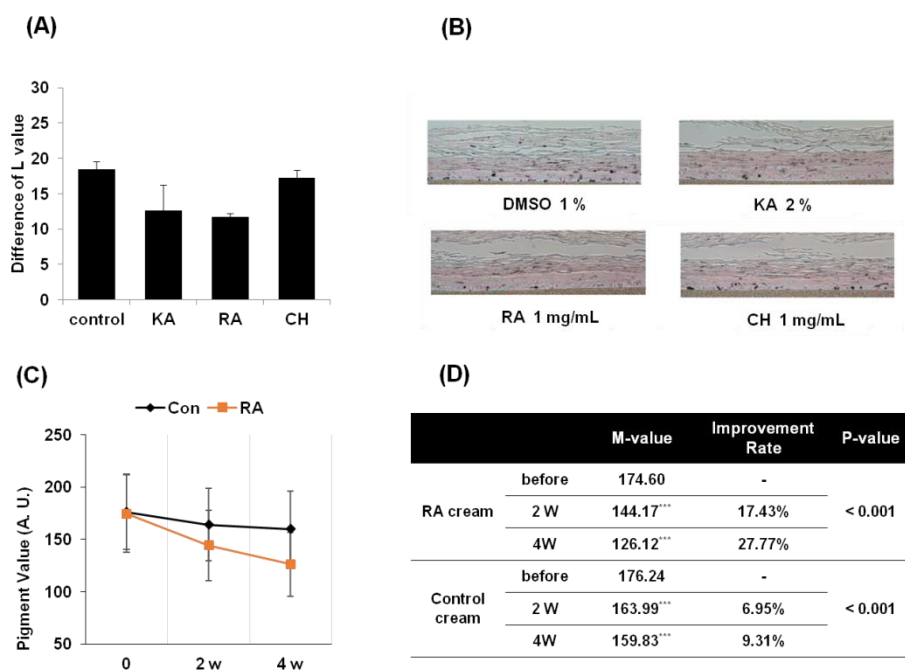 (A)
(B)
30
25
20
15
10
5
0
Difference of L value
control KA RA CH
DMSO 1 %
KA 2 %
RA 1 mg/mL
CH 1 mg/mL
(C)
(D)
Con RA
250
200
150
100
50
Pigment Value (A. U.)
0 2 w 4 w
M-value Improvement Rate P-value
RA cream
before 174.60 -
2 W 144.17*** 17.43% < 0.001
4W 126.12*** 27.77%
Control cream
before 176.24 -
2 W 163.99*** 6.95% < 0.001
4W 159.83*** 9.31%